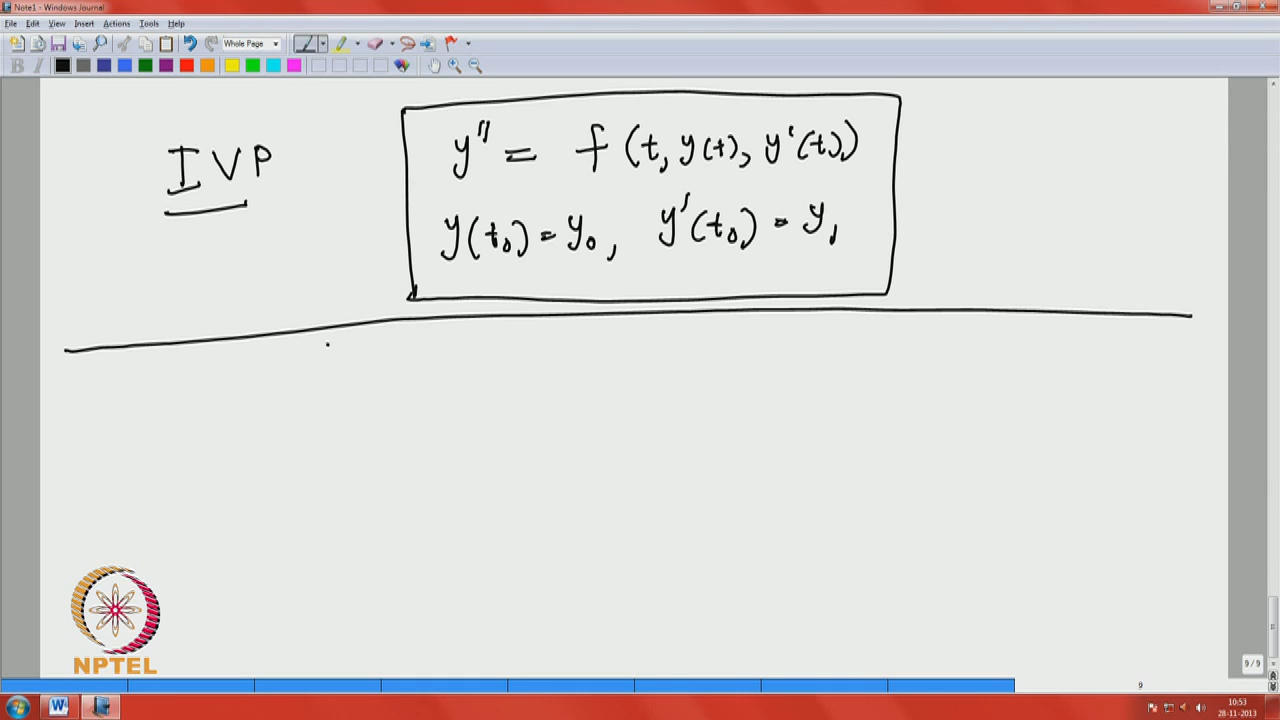 Note1 - Windows Journal
File Edit View Insert Actions Tools Help
Whole Page
B I
IVP
y'' = f(t, y(t), y'(t))
y(t₀) = y₀, y'(t₀) = y₁
NPTEL
9/9
9
10:53
28-11-2013